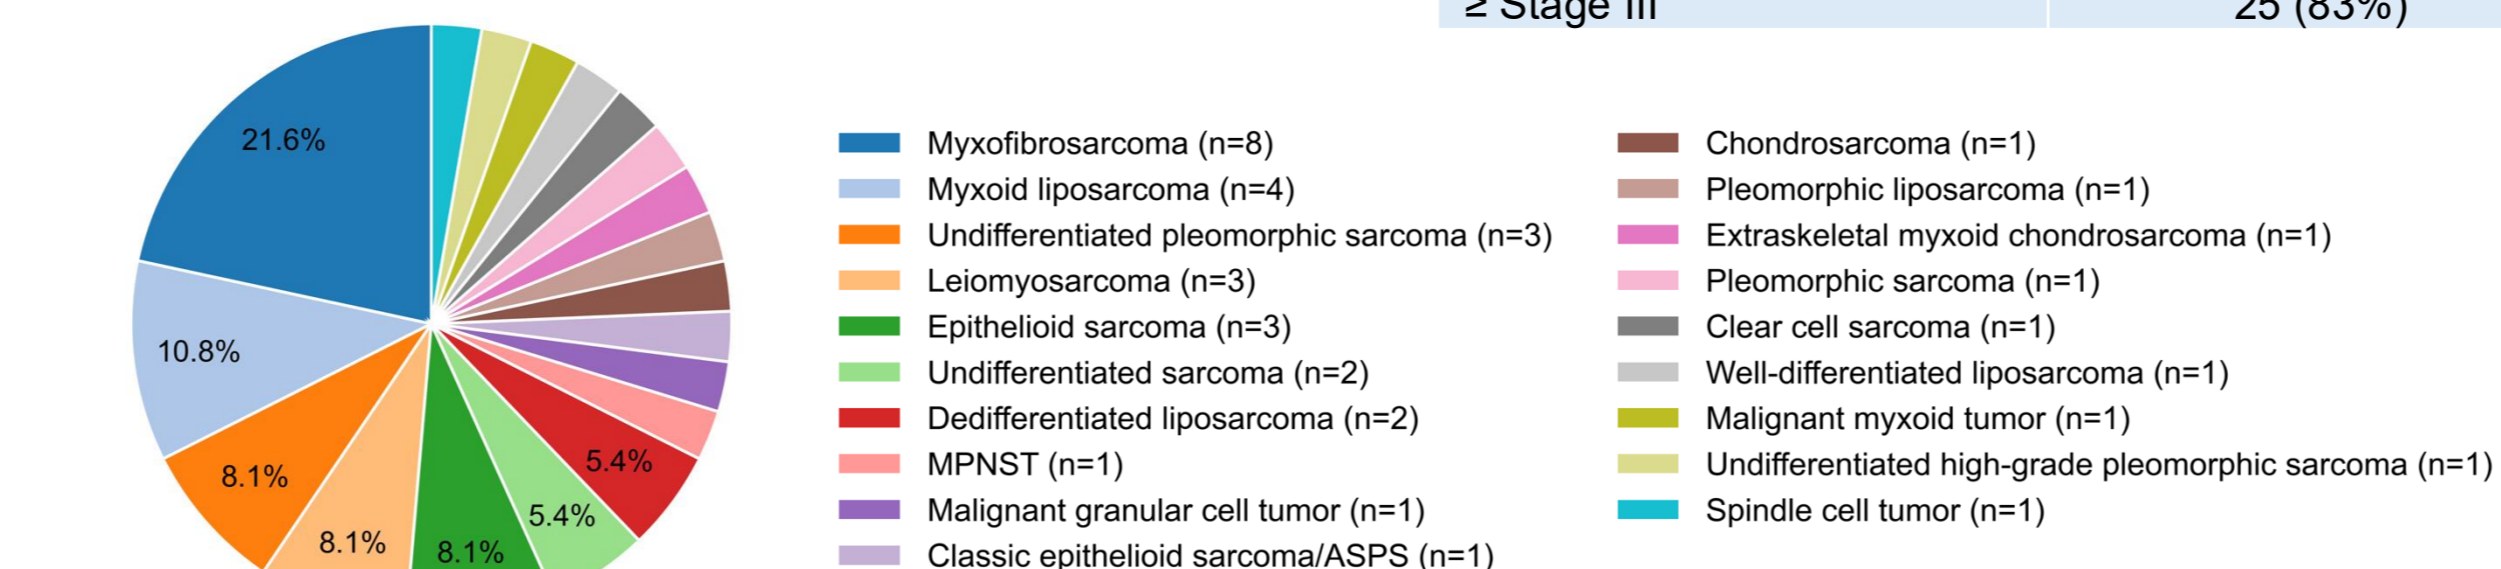 ≥ Stage III 25 (83%)
21.6%
10.8%
8.1%
8.1%
8.1%
5.4%
5.4%
Myxofibrosarcoma (n=8)
Myxoid liposarcoma (n=4)
Undifferentiated pleomorphic sarcoma (n=3)
Leiomyosarcoma (n=3)
Epithelioid sarcoma (n=3)
Undifferentiated sarcoma (n=2)
Dedifferentiated liposarcoma (n=2)
MPNST (n=1)
Malignant granular cell tumor (n=1)
Classic epithelioid sarcoma/ASPS (n=1)
Chondrosarcoma (n=1)
Pleomorphic liposarcoma (n=1)
Extraskeletal myxoid chondrosarcoma (n=1)
Pleomorphic sarcoma (n=1)
Clear cell sarcoma (n=1)
Well-differentiated liposarcoma (n=1)
Malignant myxoid tumor (n=1)
Undifferentiated high-grade pleomorphic sarcoma (n=1)
Spindle cell tumor (n=1)